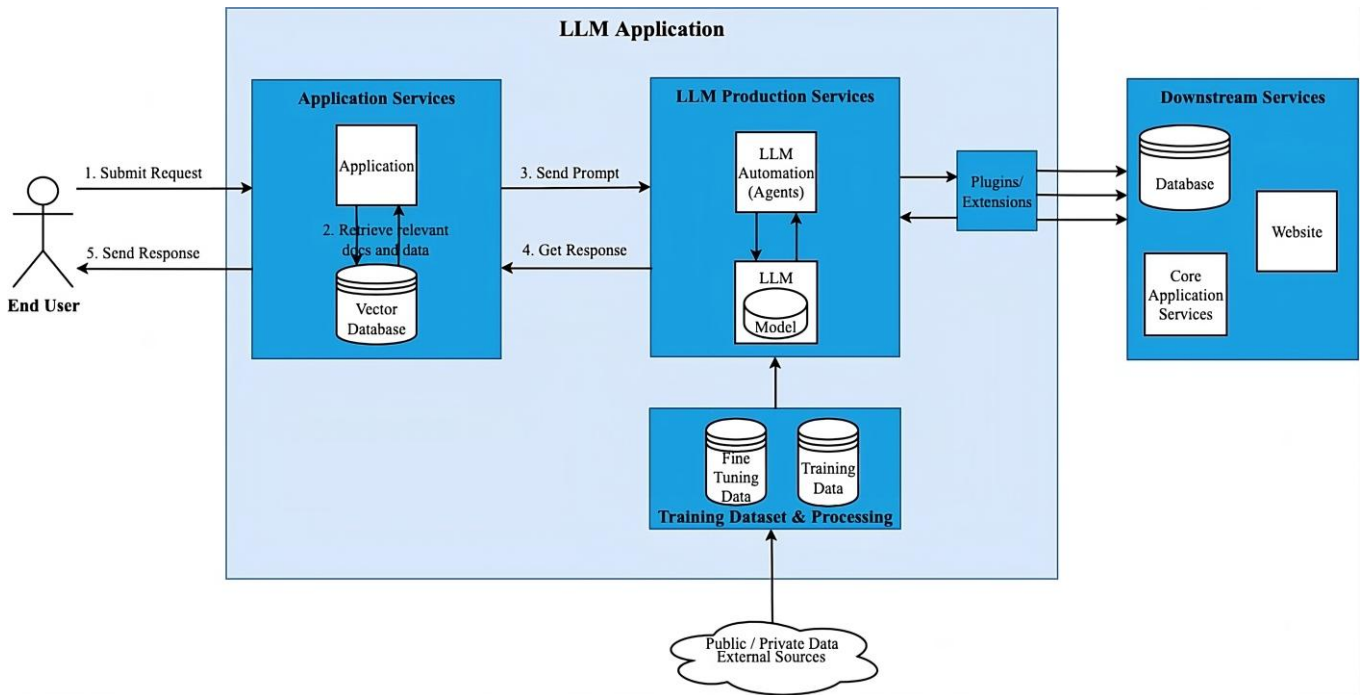 LLM Application
Application Services
Application
2. Retrieve relevant
docs and data
Vector
Database
1. Submit Request
5. Send Response
End User
3. Send Prompt
4. Get Response
LLM Production Services
LLM
Automation
(Agents)
LLM
Model
Plugins/
Extensions
Downstream Services
Database
Website
Core
Application
Services
Fine
Tuning
Data
Training
Data
Training Dataset & Processing
Public / Private Data
External Sources